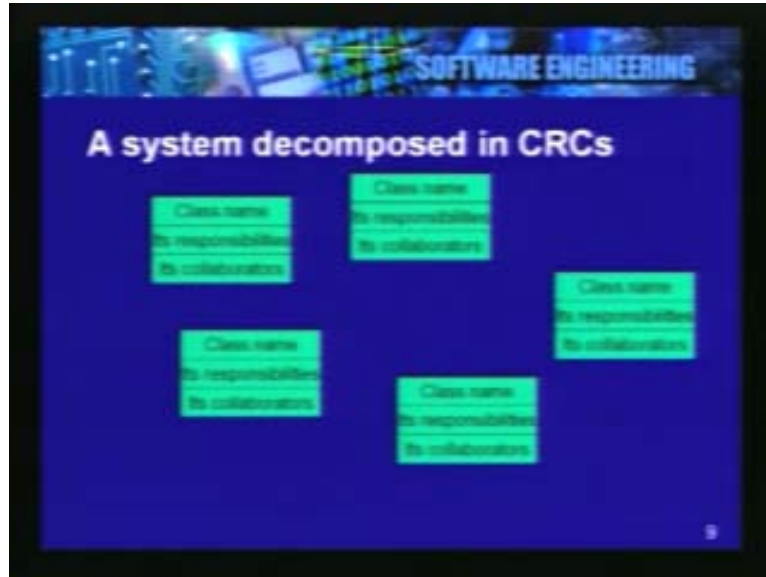 SOFTWARE ENGINEERING
A system decomposed in CRCs
Class name
Its responsibilities
Its collaborators
Class name
Its responsibilities
Its collaborators
Class name
Its responsibilities
Its collaborators
Class name
Its responsibilities
Its collaborators
Class name
Its responsibilities
Its collaborators
9